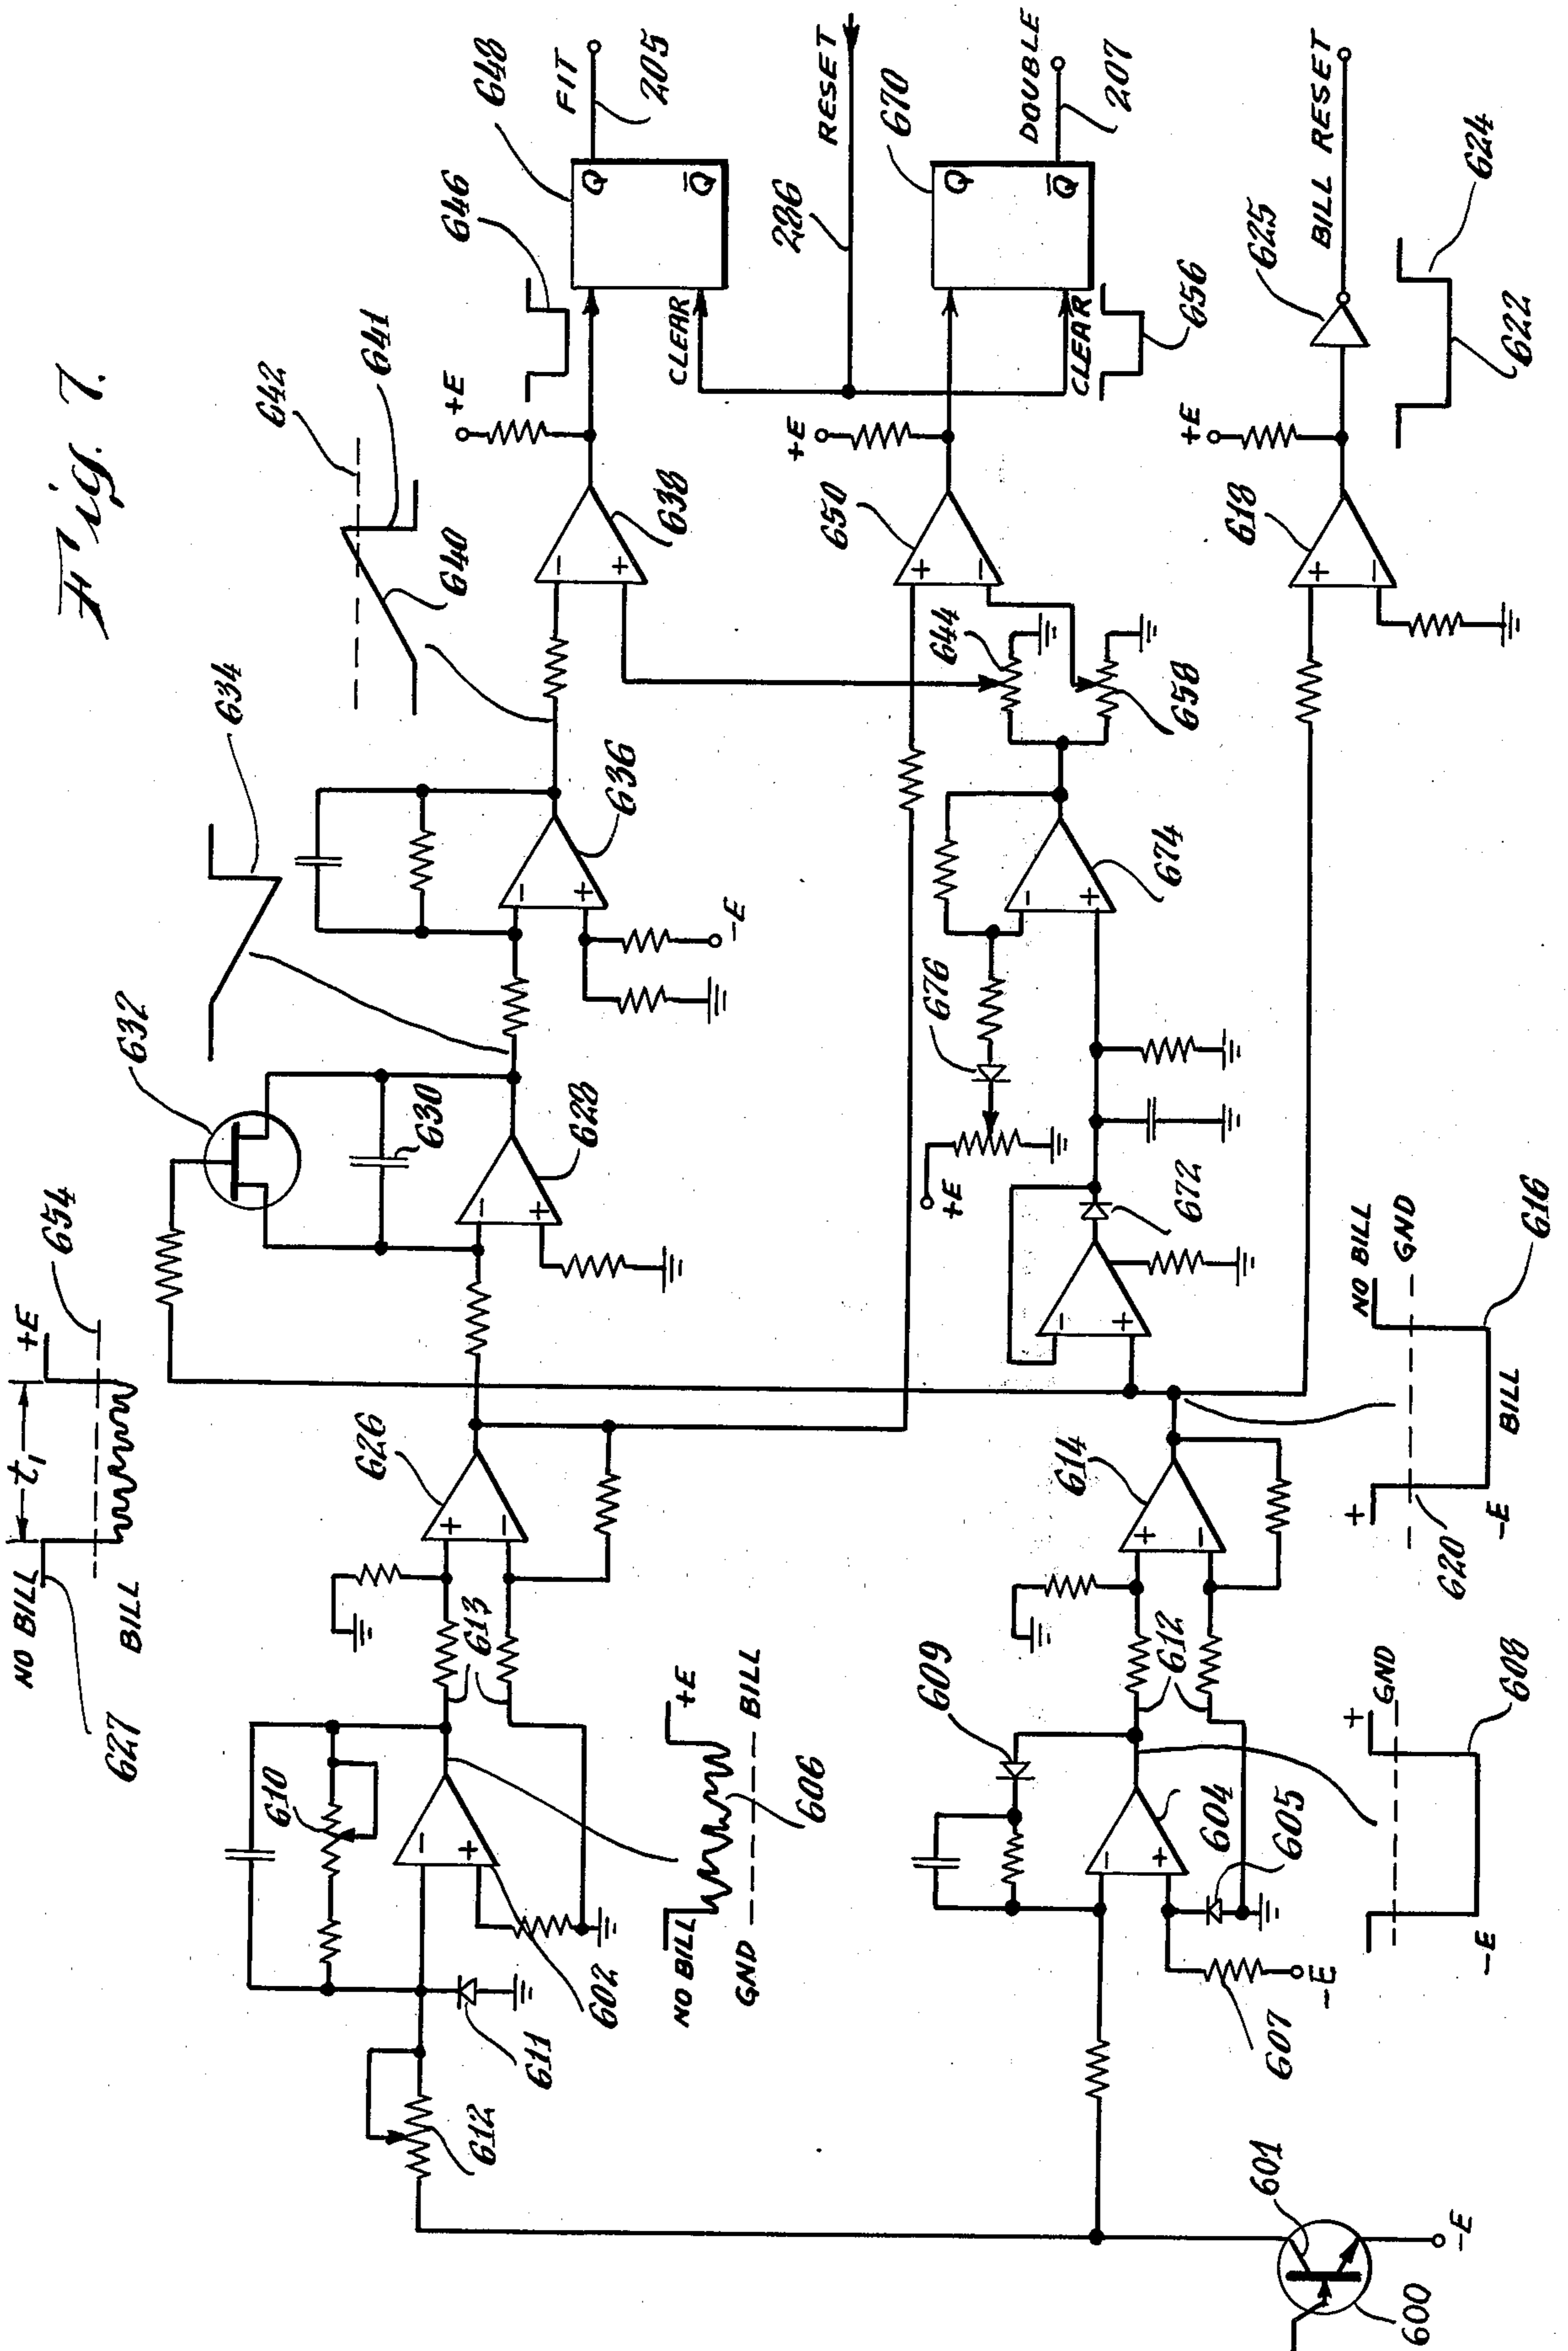 Fig. 7.
NO BILL
+E
t₁
627
BILL
654
632
634
642
640
641
646
648
FIT
205
Q
Q̅
CLEAR
+E
630
628
636
-E
638
610
613
626
612
611
602
NO BILL
+E
GND
BILL
606
RESET
286
670
DOUBLE
207
Q
Q̅
CLEAR
656
+E
650
644
658
676
+E
672
674
609
612
614
604
605
607
-E
+
GND
-E
608
+
NO BILL
GND
620
-E
BILL
616
618
+E
625
BILL RESET
622
624
601
600
-E